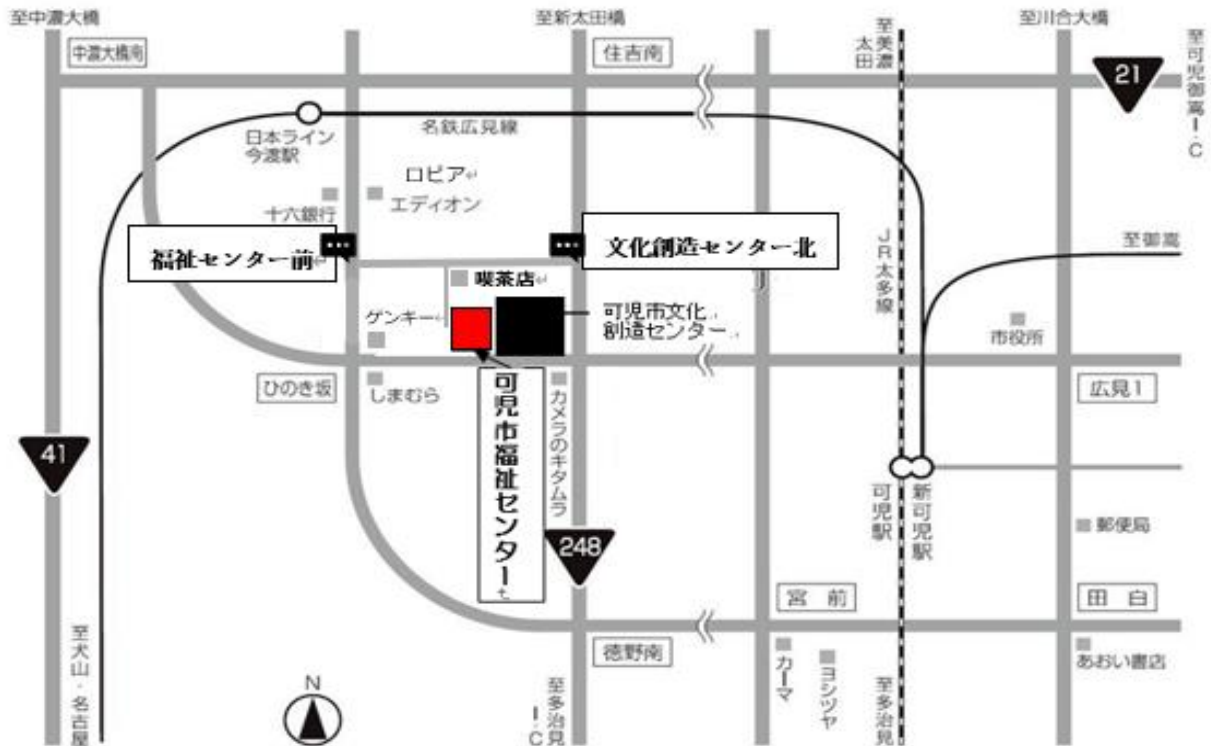 至中濃大橋
至新太田橋
至川合大橋
中濃大橋南
住吉南
至美濃
太田
21
至可児御嵩I・C
日本ライン
今渡駅
名鉄広見線
ロピア
エディオン
十六銀行
福祉センター前
文化創造センター北
JR太多線
至御嵩
喫茶店
ゲンキー
可児市文化
創造センター
市役所
ひのき坂
しまむら
可児市福祉センター
カメラのキタムラ
広見1
41
248
可児駅
新可児駅
郵便局
宮前
田白
徳野南
カーマ
ヨシヅヤ
あおい書店
至犬山・名古屋
N
至多治見
I・C
至多治見